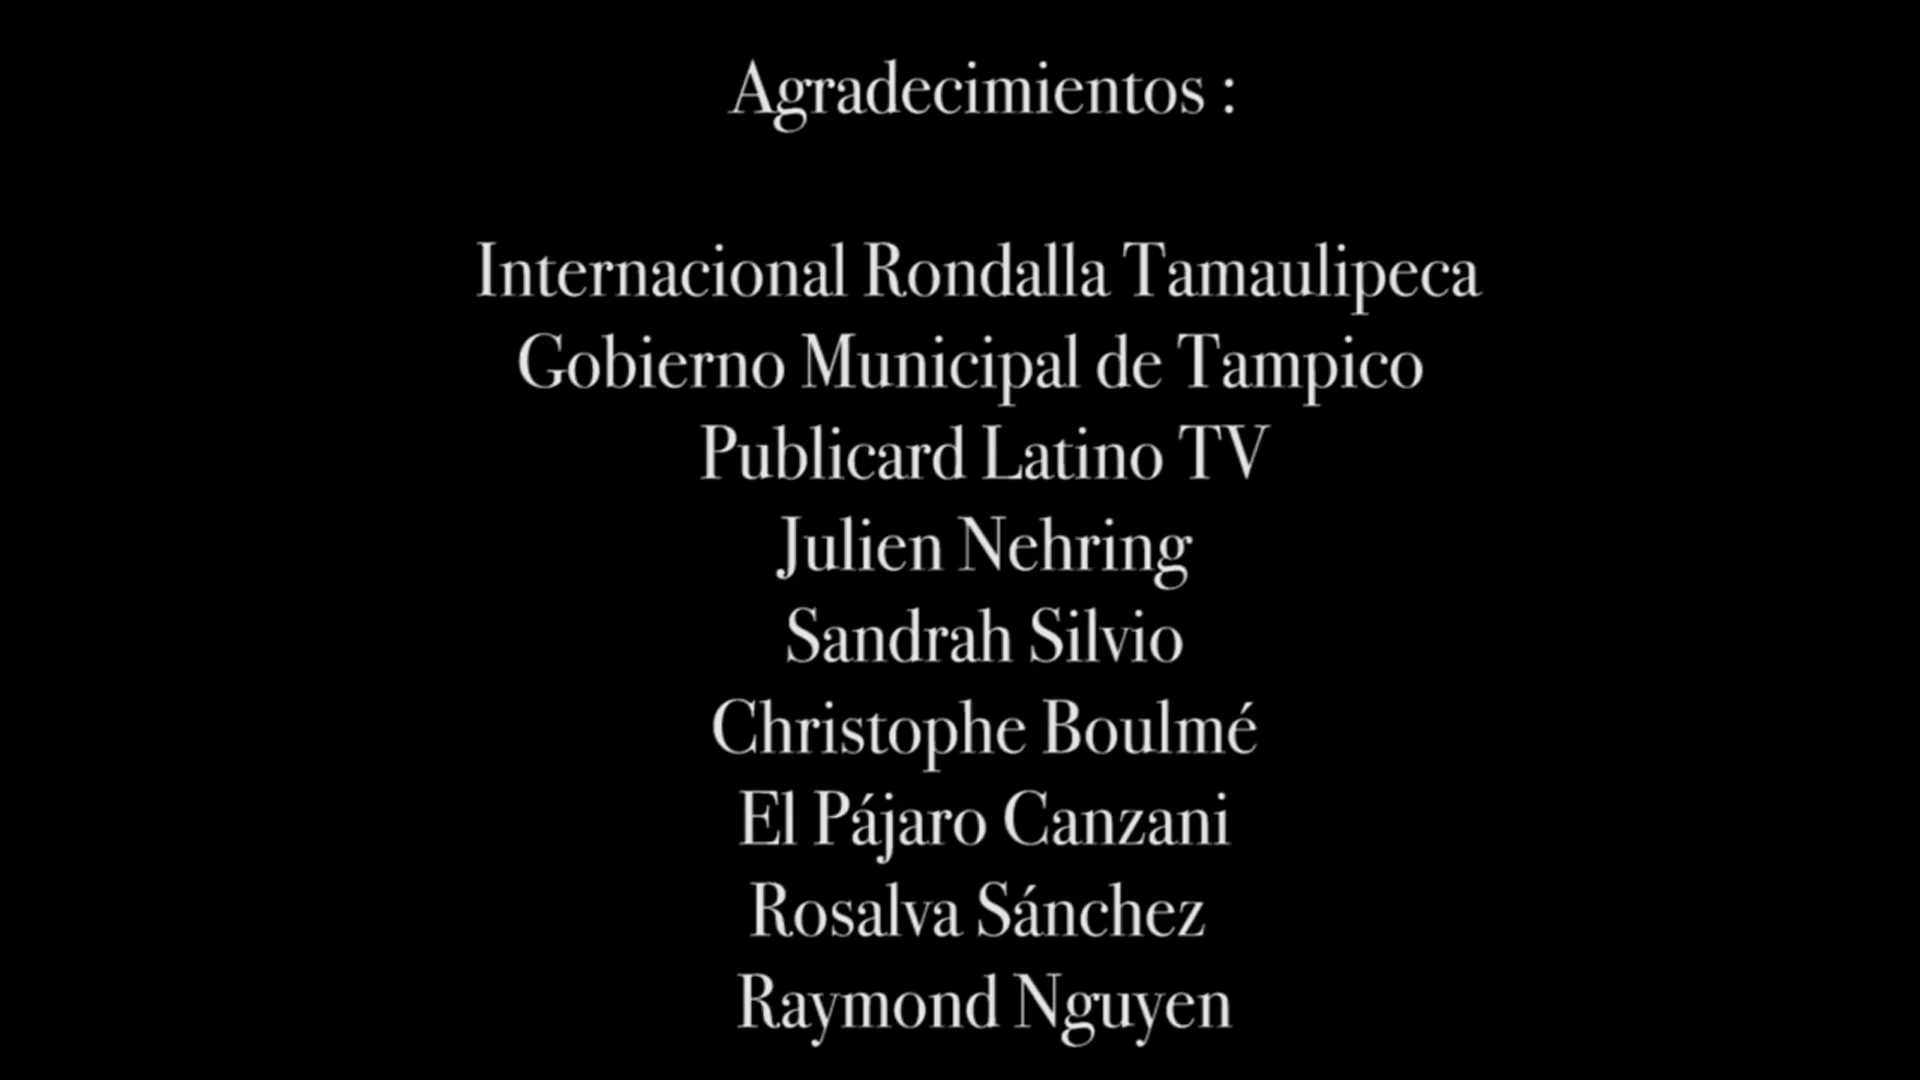 Agradecimientos :
Internacional Rondalla Tamaulipeca
Gobierno Municipal de Tampico
Publicard Latino TV
Julien Nehring
Sandrah Silvio
Christophe Boulmé
El Pájaro Canzani
Rosalva Sánchez
Raymond Nguyen